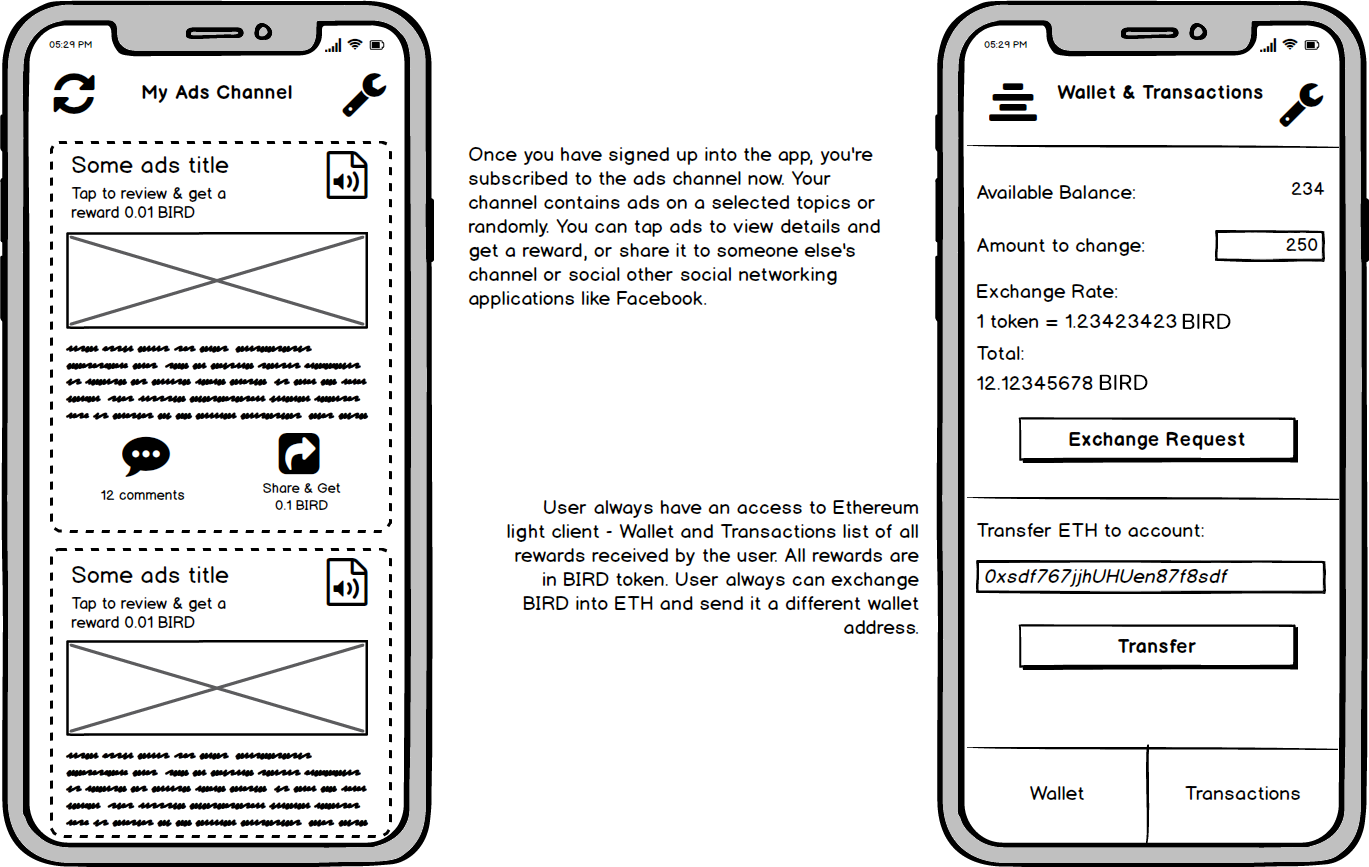 05:29 PM
My Ads Channel
Some ads title
Tap to review & get a
reward 0.01 BIRD
12 comments
Share & Get
0.1 BIRD
Some ads title
Tap to review & get a
reward 0.01 BIRD
Once you have signed up into the app, you're
subscribed to the ads channel now. Your
channel contains ads on a selected topics or
randomly. You can tap ads to view details and
get a reward, or share it to someone else's
channel or social other social networking
applications like Facebook.
User always have an access to Ethereum
light client - Wallet and Transactions list of all
rewards received by the user. All rewards are
in BIRD token. User always can exchange
BIRD into ETH and send it a different wallet
address.
05:29 PM
Wallet & Transactions
Available Balance: 234
Amount to change: 250
Exchange Rate:
1 token = 1.23423423 BIRD
Total:
12.12345678 BIRD
Exchange Request
Transfer ETH to account:
0xsdf767jjhUHUen87f8sdf
Transfer
Wallet Transactions